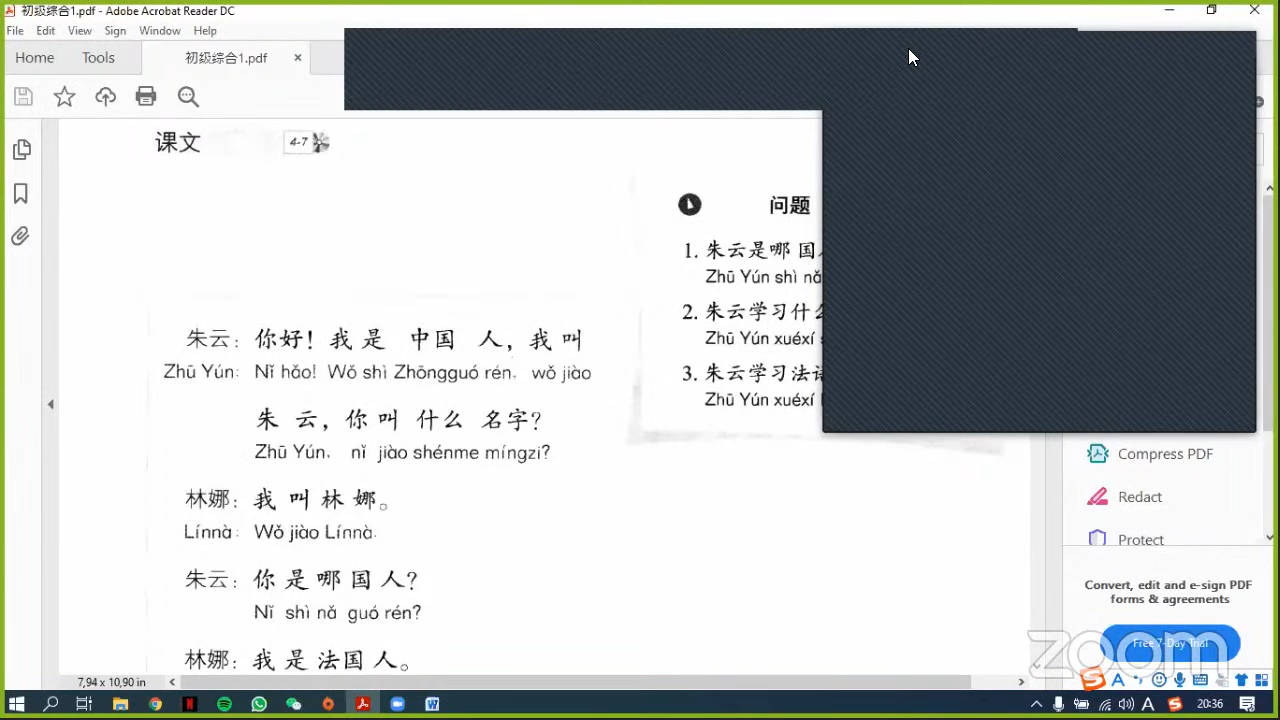 初级综合1.pdf - Adobe Acrobat Reader DC
File Edit View Sign Window Help
Home Tools 初级综合1.pdf
课文 4-7
问题
1. 朱云是哪 国
Zhū Yún shì nǎ
2. 朱云学习什
Zhū Yún xuéxí
3. 朱云学习法
Zhū Yún xuéxí
朱云: 你好! 我 是 中国 人, 我 叫
Zhū Yún: Nǐ hǎo! Wǒ shì Zhōngguó rén, wǒ jiào
朱 云, 你 叫 什么 名字?
Zhū Yún, nǐ jiào shénme míngzi?
林娜: 我 叫 林 娜。
Línnà: Wǒ jiào Línnà.
朱云: 你 是 哪 国 人?
Nǐ shì nǎ guó rén?
林娜: 我 是 法国 人。
Compress PDF
Redact
Protect
Convert, edit and e-sign PDF
forms & agreements
Free 7-Day Trial
zoom
7,94 x 10,90 in
20:36